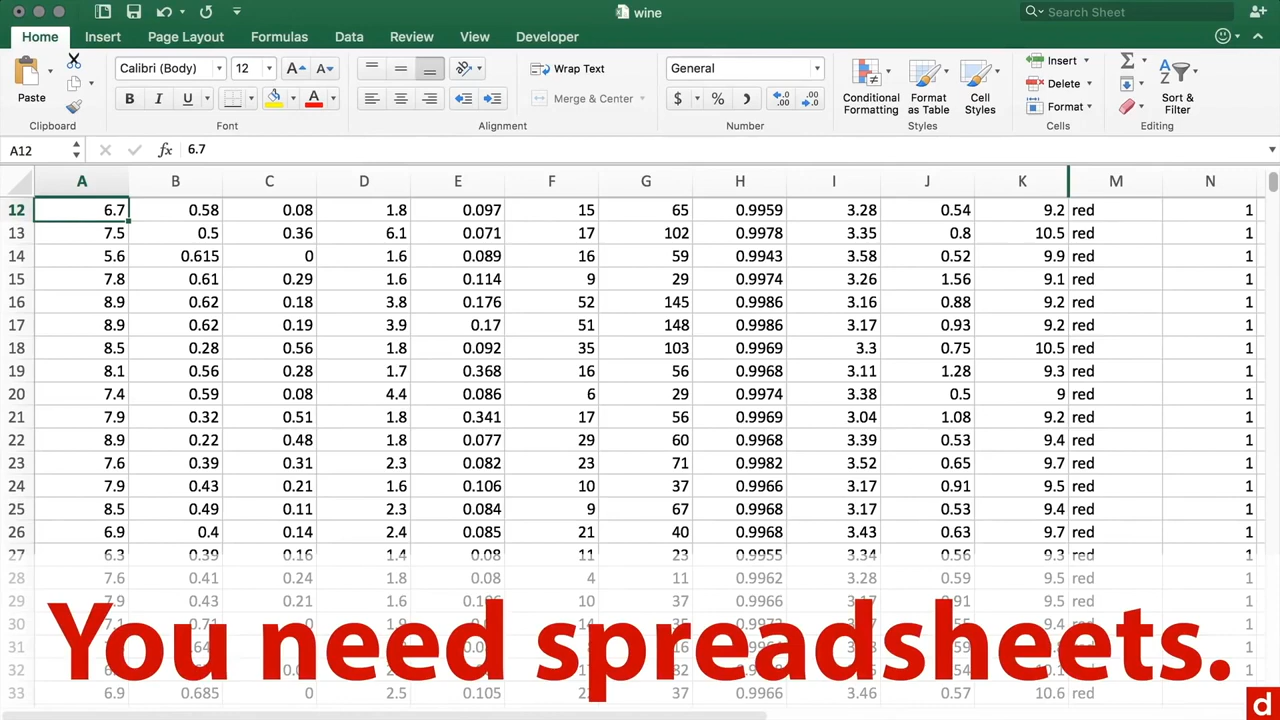 wine
Search Sheet
Home Insert Page Layout Formulas Data Review View Developer
Paste Calibri (Body) 12 A A Wrap Text General Conditional Formatting Format as Table Cell Styles Insert Delete Format Sort & Filter
B I U A Merge & Center $ % 
Clipboard Font Alignment Number Styles Cells Editing
A12 fx 6.7
A B C D E F G H I J K M N
12 6.7 0.58 0.08 1.8 0.097 15 65 0.9959 3.28 0.54 9.2 red 1
13 7.5 0.5 0.36 6.1 0.071 17 102 0.9978 3.35 0.8 10.5 red 1
14 5.6 0.615 0 1.6 0.089 16 59 0.9943 3.58 0.52 9.9 red 1
15 7.8 0.61 0.29 1.6 0.114 9 29 0.9974 3.26 1.56 9.1 red 1
16 8.9 0.62 0.18 3.8 0.176 52 145 0.9986 3.16 0.88 9.2 red 1
17 8.9 0.62 0.19 3.9 0.17 51 148 0.9986 3.17 0.93 9.2 red 1
18 8.5 0.28 0.56 1.8 0.092 35 103 0.9969 3.3 0.75 10.5 red 1
19 8.1 0.56 0.28 1.7 0.368 16 56 0.9968 3.11 1.28 9.3 red 1
20 7.4 0.59 0.08 4.4 0.086 6 29 0.9974 3.38 0.5 9 red 1
21 7.9 0.32 0.51 1.8 0.341 17 56 0.9969 3.04 1.08 9.2 red 1
22 8.9 0.22 0.48 1.8 0.077 29 60 0.9968 3.39 0.53 9.4 red 1
23 7.6 0.39 0.31 2.3 0.082 23 71 0.9982 3.52 0.65 9.7 red 1
24 7.9 0.43 0.21 1.6 0.106 10 37 0.9966 3.17 0.91 9.5 red 1
25 8.5 0.49 0.11 2.3 0.084 9 67 0.9968 3.17 0.53 9.4 red 1
26 6.9 0.4 0.14 2.4 0.085 21 40 0.9968 3.43 0.63 9.7 red 1
27 6.3 0.39 0.16 1.4 0.08 11 23 0.9955 3.34 0.56 9.3 red 1
28 7.6 0.41 0.24 1.8 0.08 4 11 0.9962 3.28 0.59 9.5 red 1
29 7.9 0.43 0.21 1.6 10 37 0.9966 9.5 red 1
30 red 1
31 red 1
32 red 1
You need spreadsheets.
33 6.9 0.685 0 2.5 0.105 37 0.9966 3.46 0.57 10.6 red 1
d